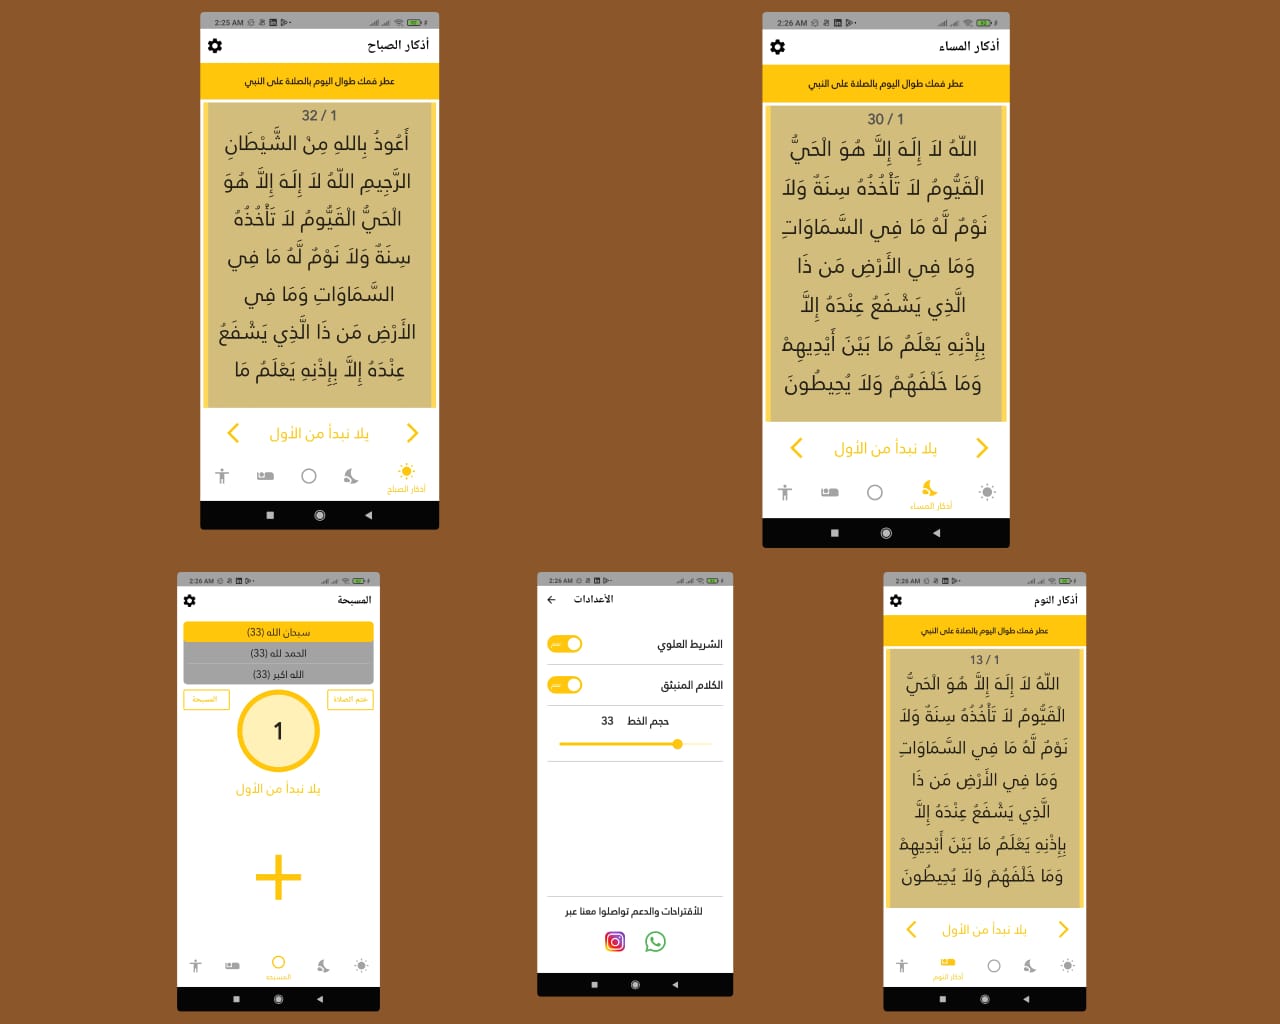 2:25 AM
أذكار الصباح
عطر فمك طوال اليوم بالصلاة على النبي
32 / 1
أَعُوذُ بِاللهِ مِنْ الشَّيْطَانِ
الرَّجِيمِ اللّهُ لاَ إِلَـهَ إِلاَّ هُوَ
الْحَيُّ الْقَيُّومُ لاَ تَأْخُذُهُ
سِنَةٌ وَلاَ نَوْمٌ لَّهُ مَا فِي
السَّمَاوَاتِ وَمَا فِي
الأَرْضِ مَن ذَا الَّذِي يَشْفَعُ
عِنْدَهُ إِلاَّ بِإِذْنِهِ يَعْلَمُ مَا
يلا نبدأ من الأول
أذكار الصباح
2:26 AM
أذكار المساء
عطر فمك طوال اليوم بالصلاة على النبي
30 / 1
اللّهُ لاَ إِلَـهَ إِلاَّ هُوَ الْحَيُّ
الْقَيُّومُ لاَ تَأْخُذُهُ سِنَةٌ وَلاَ
نَوْمٌ لَّهُ مَا فِي السَّمَاوَاتِ
وَمَا فِي الأَرْضِ مَن ذَا
الَّذِي يَشْفَعُ عِنْدَهُ إِلاَّ
بِإِذْنِهِ يَعْلَمُ مَا بَيْنَ أَيْدِيهِمْ
وَمَا خَلْفَهُمْ وَلاَ يُحِيطُونَ
يلا نبدأ من الأول
أذكار المساء
2:26 AM
المسبحة
سبحان الله (33)
الحمد لله (33)
الله اكبر (33)
ختم الصلاة
المسبحة
1
يلا نبدأ من الأول
المسبحة
2:26 AM
الأعدادات
الشريط العلوي
الكلام المنبثق
حجم الخط 33
للأقتراحات والدعم تواصلوا معنا عبر
2:26 AM
أذكار النوم
عطر فمك طوال اليوم بالصلاة على النبي
13 / 1
اللّهُ لاَ إِلَـهَ إِلاَّ هُوَ الْحَيُّ
الْقَيُّومُ لاَ تَأْخُذُهُ سِنَةٌ وَلاَ
نَوْمٌ لَّهُ مَا فِي السَّمَاوَاتِ
وَمَا فِي الأَرْضِ مَن ذَا
الَّذِي يَشْفَعُ عِنْدَهُ إِلاَّ
بِإِذْنِهِ يَعْلَمُ مَا بَيْنَ أَيْدِيهِمْ
وَمَا خَلْفَهُمْ وَلاَ يُحِيطُونَ
يلا نبدأ من الأول
أذكار النوم